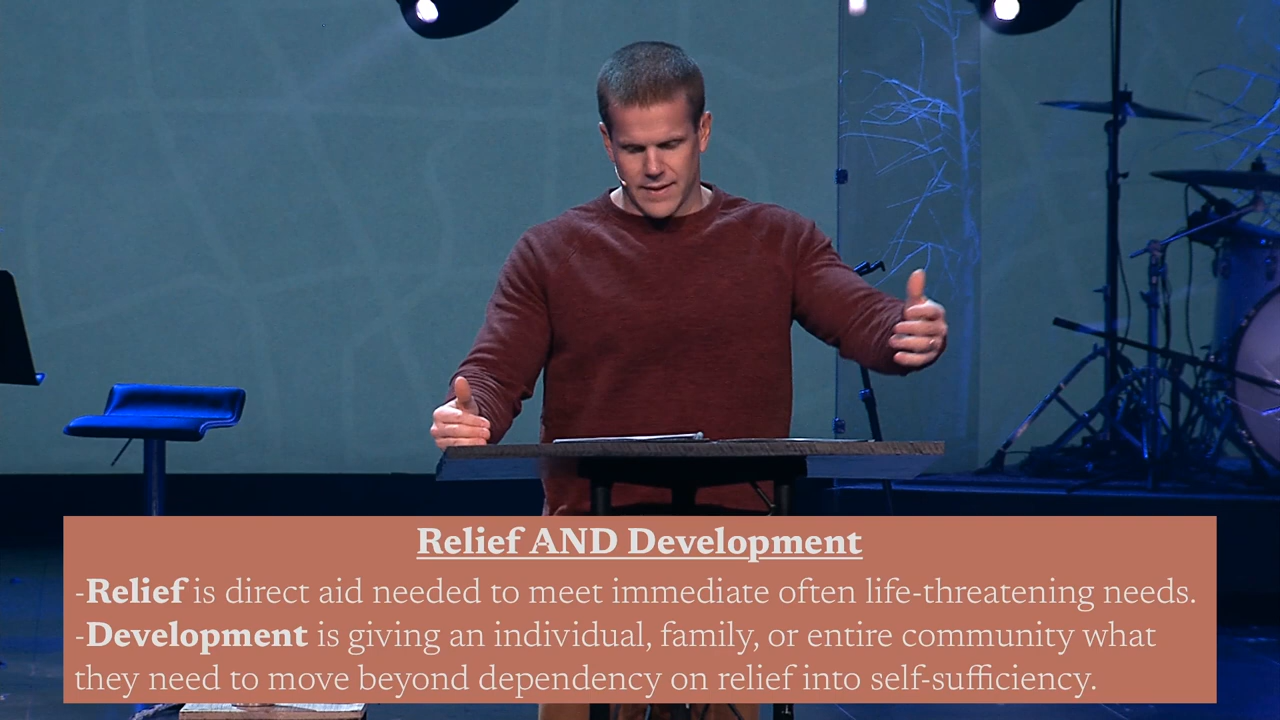 Relief AND Development
-Relief is direct aid needed to meet immediate often life-threatening needs.
-Development is giving an individual, family, or entire community what
they need to move beyond dependency on relief into self-sufficiency.